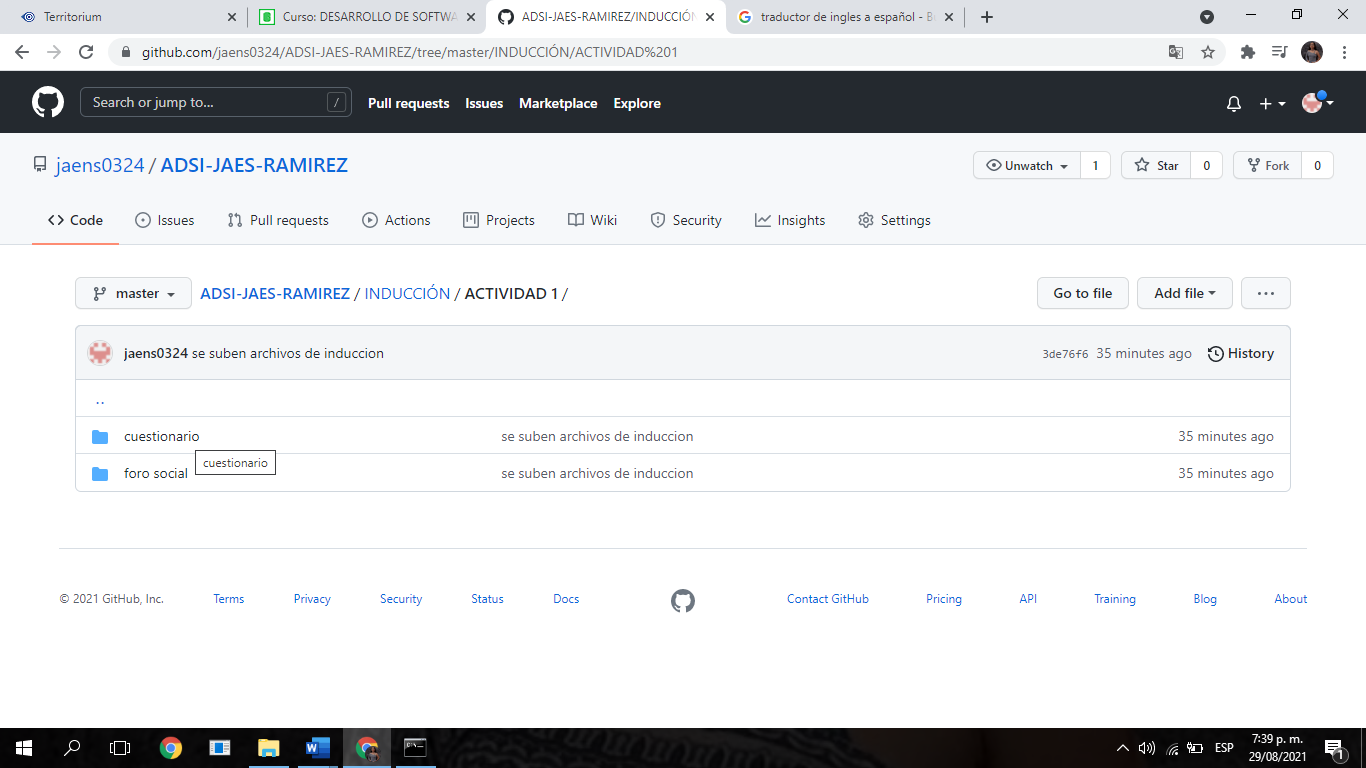 Territorium
Curso: DESARROLLO DE SOFTWA
ADSI-JAES-RAMIREZ/INDUCCIÓN
traductor de ingles a español - B
github.com/jaens0324/ADSI-JAES-RAMIREZ/tree/master/INDUCCIÓN/ACTIVIDAD%201
Search or jump to... /
Pull requests Issues Marketplace Explore
jaens0324 / ADSI-JAES-RAMIREZ
Unwatch 1 Star 0 Fork 0
Code Issues Pull requests Actions Projects Wiki Security Insights Settings
master ADSI-JAES-RAMIREZ / INDUCCIÓN / ACTIVIDAD 1 /
Go to file Add file ...
jaens0324 se suben archivos de induccion 3de76f6 35 minutes ago History
..
cuestionario se suben archivos de induccion 35 minutes ago
cuestionario
foro social se suben archivos de induccion 35 minutes ago
© 2021 GitHub, Inc. Terms Privacy Security Status Docs Contact GitHub Pricing API Training Blog About
ESP
7:39 p. m.
29/08/2021
1